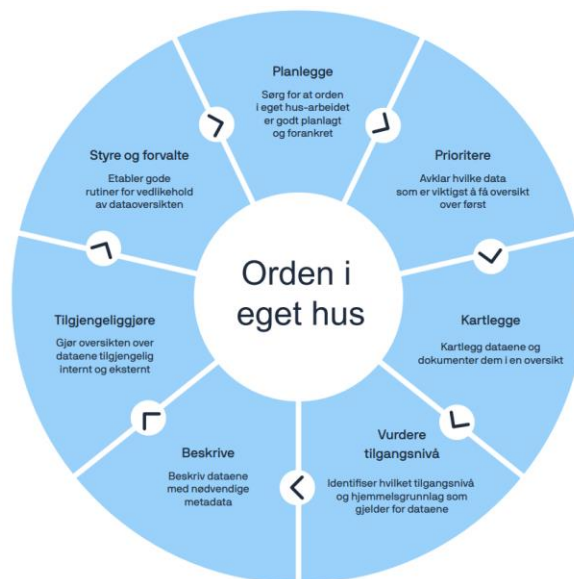 Planlegge
Sørg for at orden
i eget hus-arbeidet
er godt planlagt
og forankret
Prioritere
Avklar hvilke data
som er viktigst å få oversikt
over først
Kartlegge
Kartlegg dataene og
dokumenter dem i en oversikt
Vurdere
tilgangsnivå
Identifiser hvilket tilgangsnivå
og hjemmelsgrunnlag som
gjelder for dataene
Beskrive
Beskriv dataene
med nødvendige
metadata
Tilgjengeliggjøre
Gjør oversikten over
dataene tilgjengelig
internt og eksternt
Styre og forvalte
Etabler gode
rutiner for vedlikehold
av dataoversikten
Orden i
eget hus